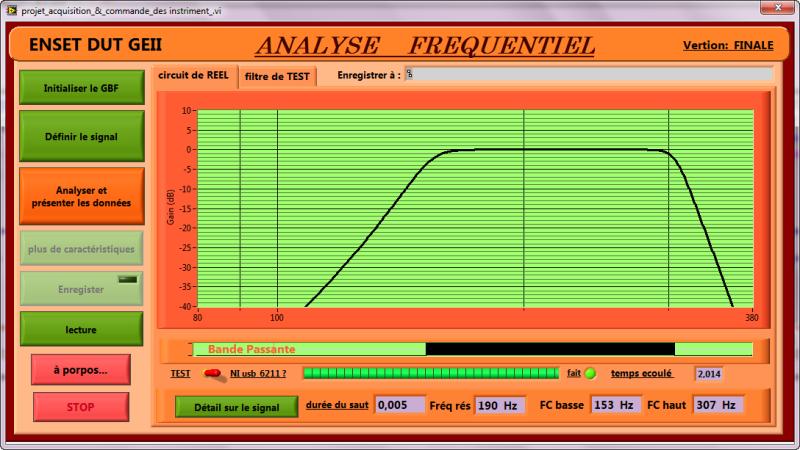 projet_acquisition_&_commande_des instriment_.vi
ENSET DUT GEII
ANALYSE FREQUENTIEL
Vertion: FINALE
Initialiser le GBF
Définir le signal
Analyser et
présenter les données
plus de caractéristiques
Enregister
lecture
à porpos...
STOP
circuit de REEL
filtre de TEST
Enregistrer à :
Gain (dB)
10
5
0
-5
-10
-15
-20
-25
-30
-35
-40
80
100
380
Bande Passante
TEST
NI usb 6211 ?
fait
temps ecoulé
2,014
Détail sur le signal
durée du saut
0,005
Fréq rés
190 Hz
FC basse
153 Hz
FC haut
307 Hz